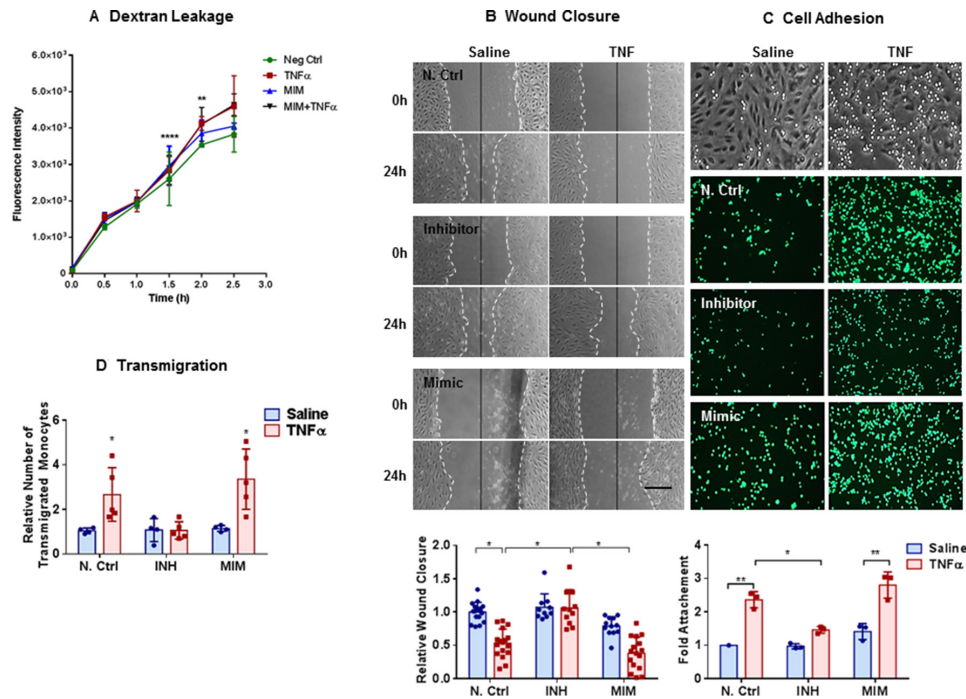 A Dextran Leakage
Fluorescence Intensity
6.0×10³
5.0×10³
4.0×10³
3.0×10³
2.0×10³
1.0×10³
0
0.0 0.5 1.0 1.5 2.0 2.5 3.0
Time (h)
****
**
Neg Ctrl
TNFα
MIM
MIM+TNFα
B Wound Closure
Saline TNF
N. Ctrl
0h
24h
Inhibitor
0h
24h
Mimic
0h
24h
Relative Wound Closure
2.0
1.5
1.0
0.5
0.0
* * *
N. Ctrl INH MIM
C Cell Adhesion
Saline TNF
N. Ctrl
Inhibitor
Mimic
Fold Attachement
4
3
2
1
0
** * **
Saline
TNFα
N. Ctrl INH MIM
D Transmigration
Relative Number of
Transmigrated Monocytes
6
4
2
0
* *
Saline
TNFα
N. Ctrl INH MIM